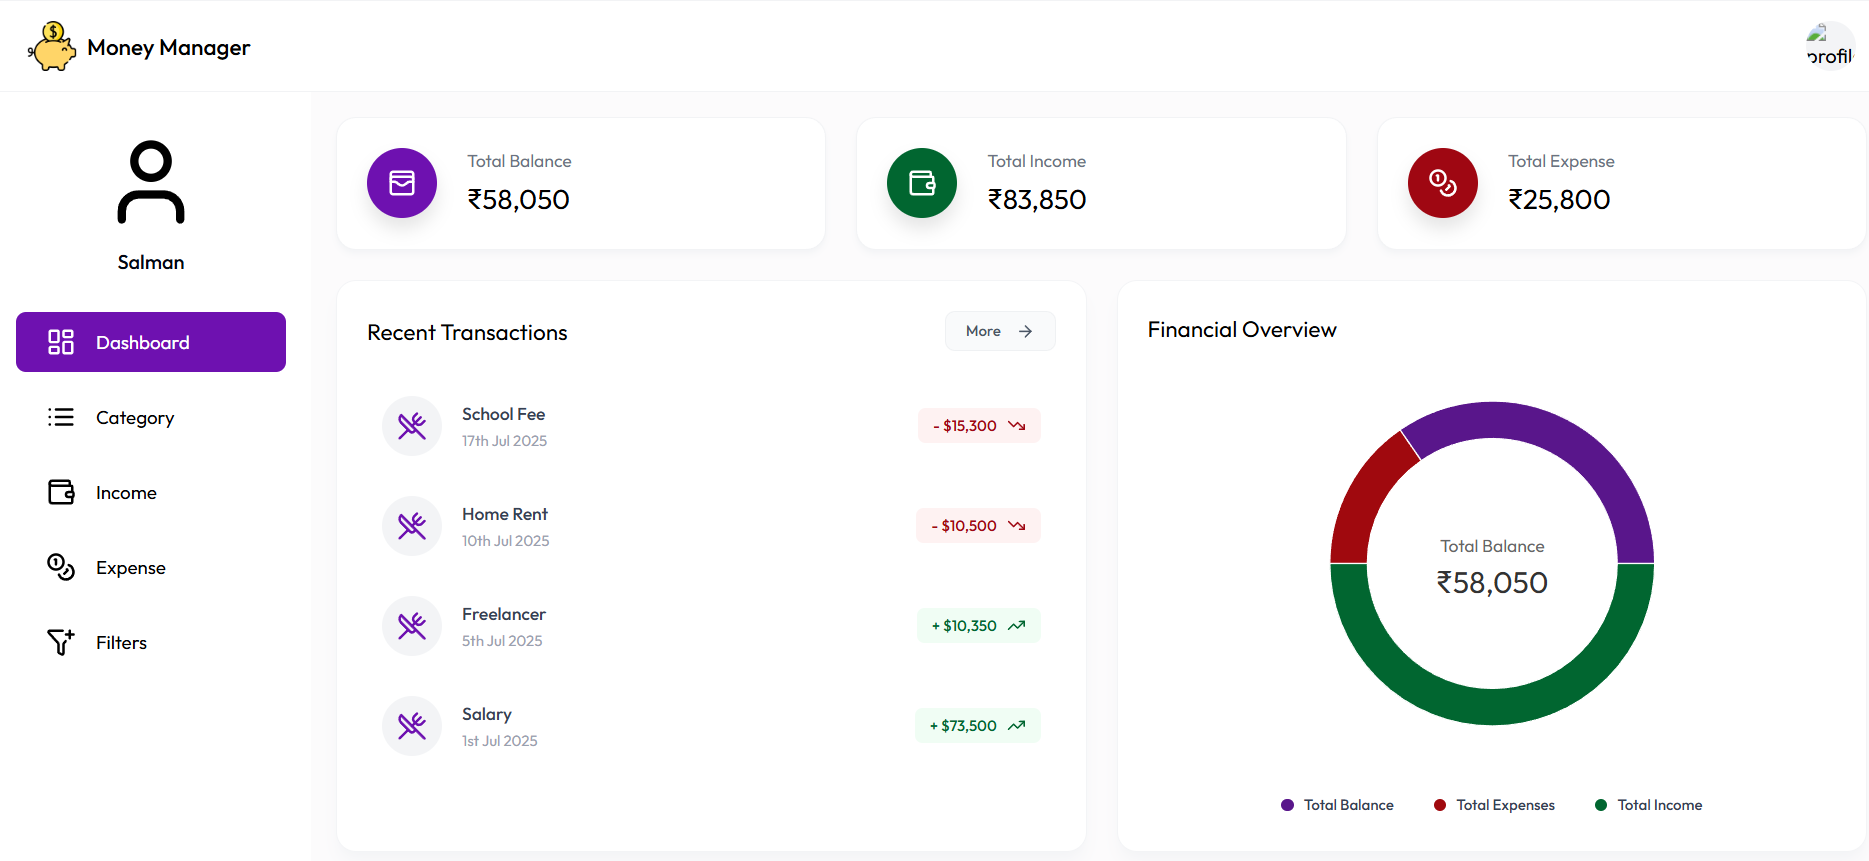 Money Manager
profil
Salman
Dashboard
Category
Income
Expense
Filters
Total Balance
₹58,050
Total Income
₹83,850
Total Expense
₹25,800
Recent Transactions
More
School Fee
17th Jul 2025
- $15,300
Home Rent
10th Jul 2025
- $10,500
Freelancer
5th Jul 2025
+ $10,350
Salary
1st Jul 2025
+ $73,500
Financial Overview
Total Balance
₹58,050
Total Balance
Total Expenses
Total Income